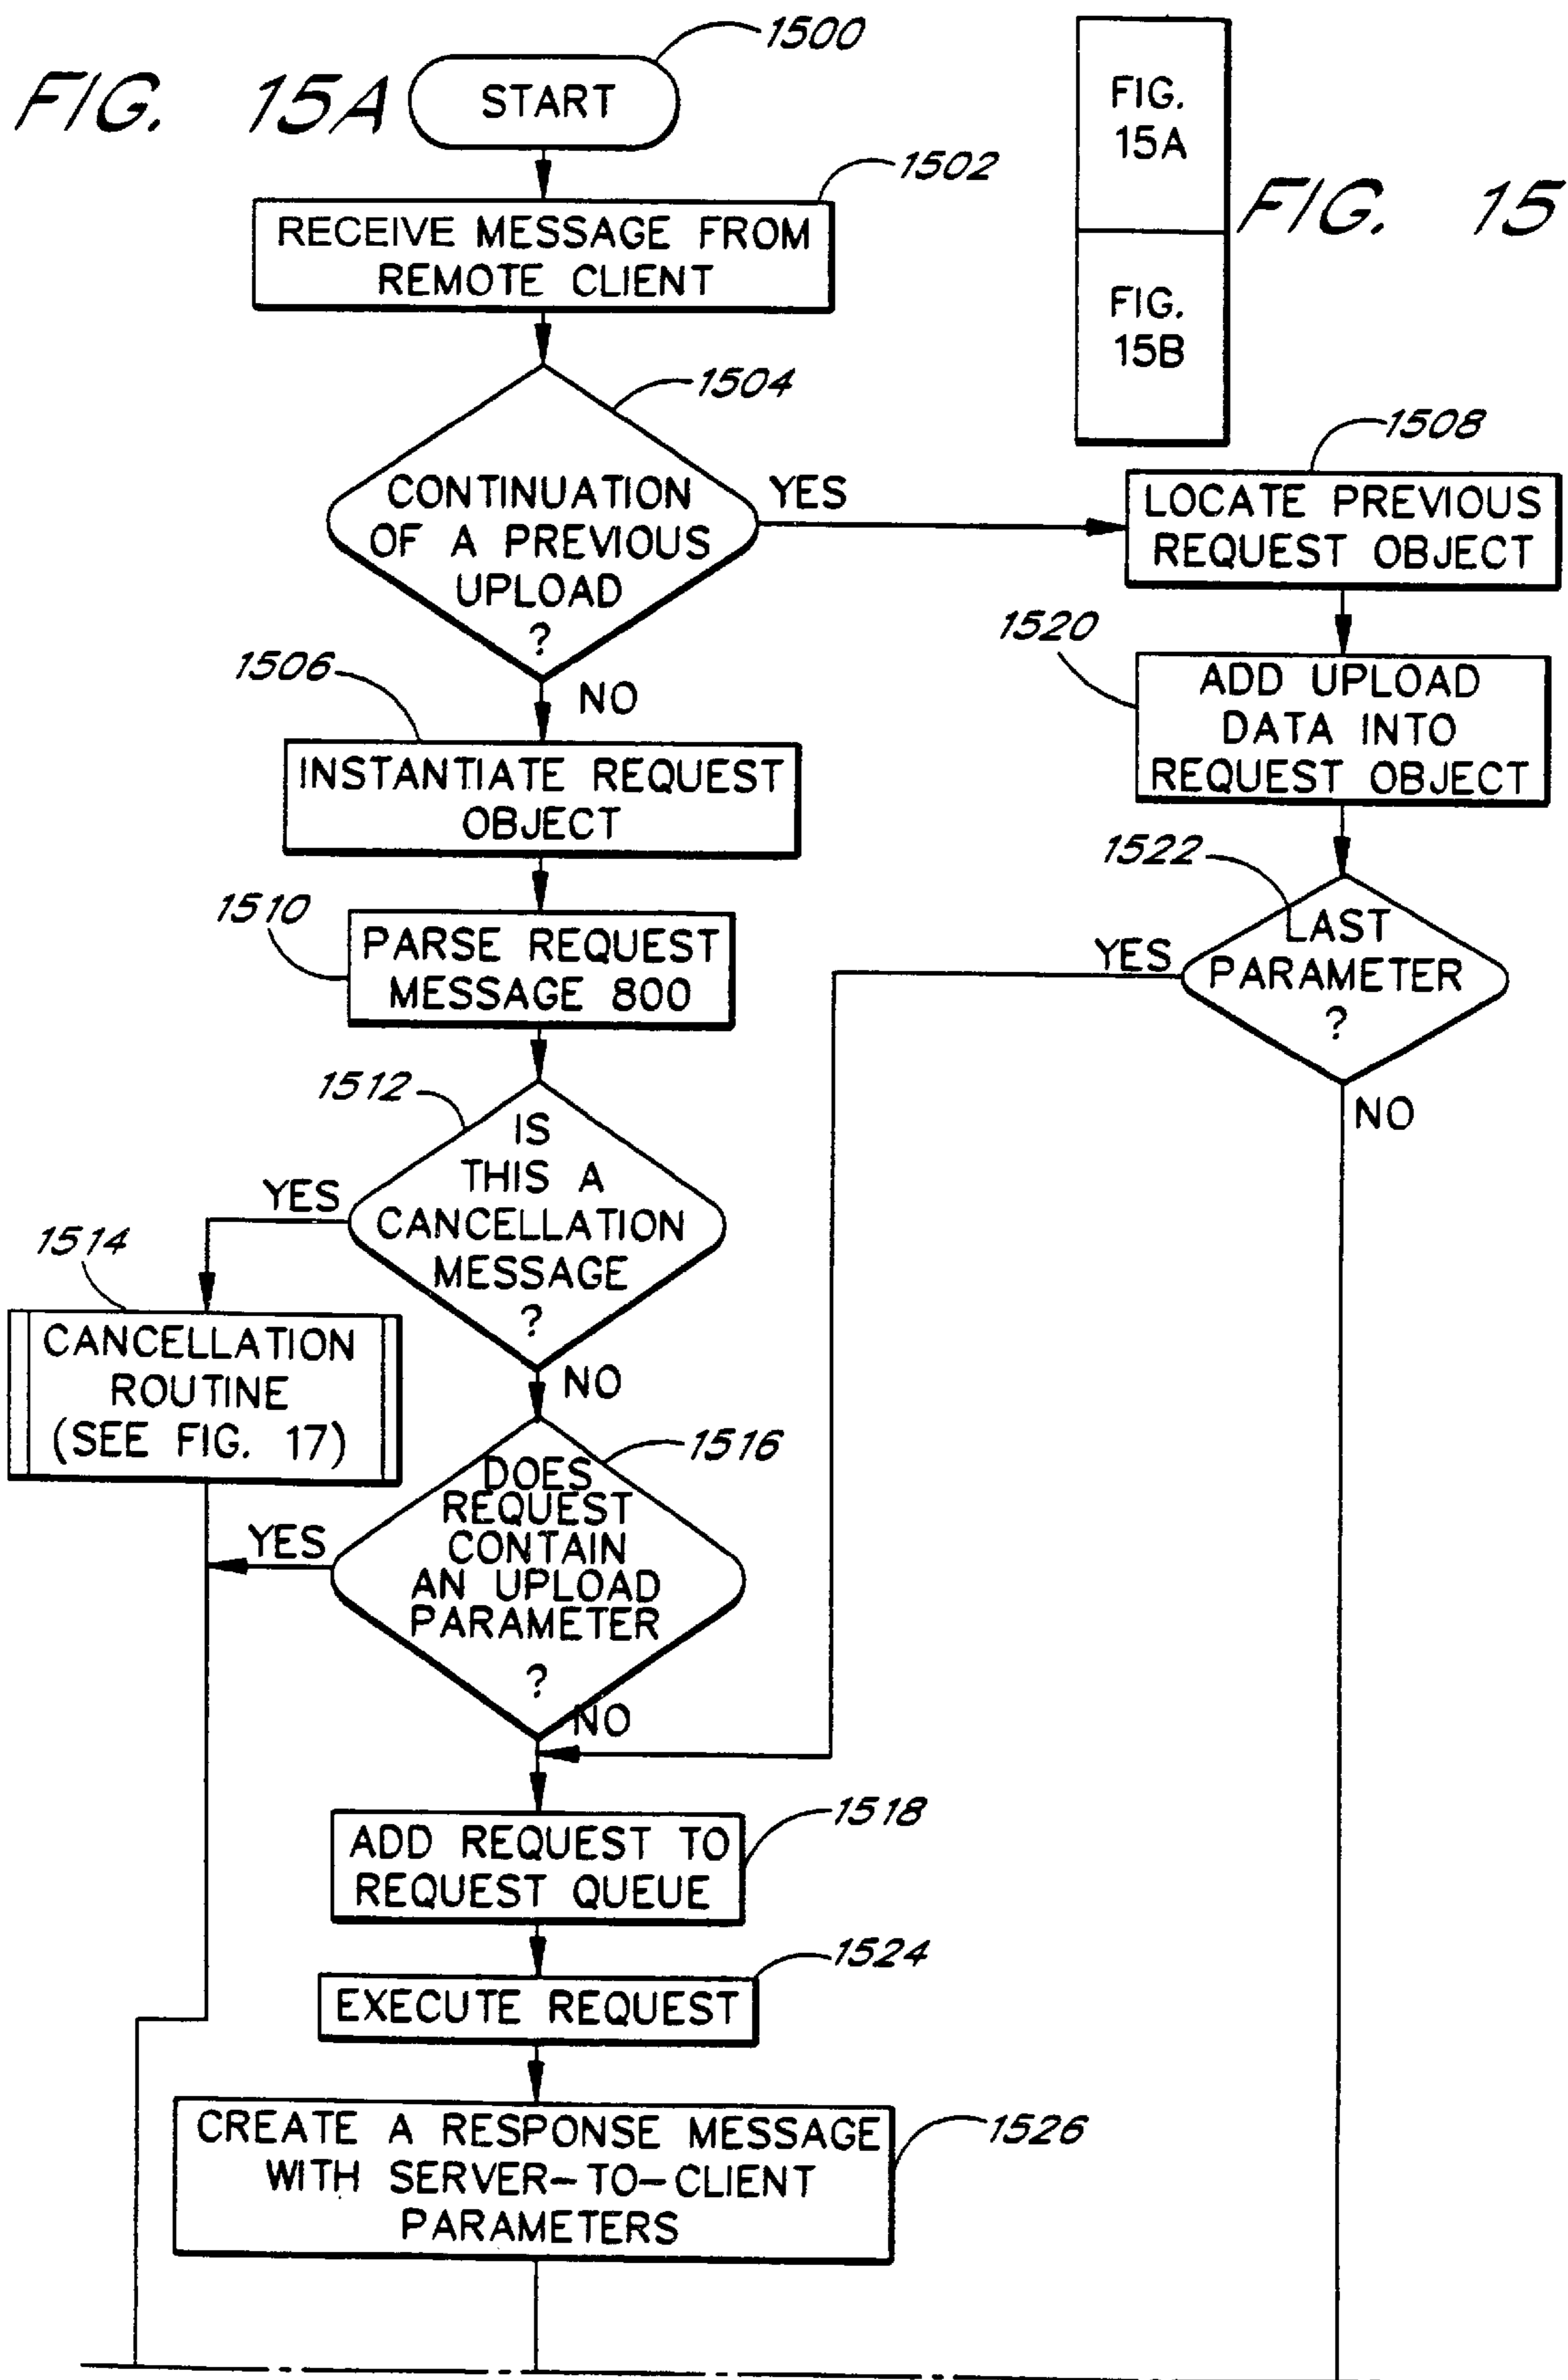 FIG. 15A
START
1500
1502
RECEIVE MESSAGE FROM
REMOTE CLIENT
FIG.
15A
FIG.
15B
FIG. 15
1504
CONTINUATION
OF A PREVIOUS
UPLOAD
?
YES
NO
1508
LOCATE PREVIOUS
REQUEST OBJECT
1506
INSTANTIATE REQUEST
OBJECT
1520
ADD UPLOAD
DATA INTO
REQUEST OBJECT
1510
PARSE REQUEST
MESSAGE 800
1522
LAST
PARAMETER
?
YES
NO
1512
IS
THIS A
CANCELLATION
MESSAGE
?
YES
NO
1514
CANCELLATION
ROUTINE
(SEE FIG. 17)
1516
DOES
REQUEST
CONTAIN
AN UPLOAD
PARAMETER
?
YES
NO
1518
ADD REQUEST TO
REQUEST QUEUE
1524
EXECUTE REQUEST
1526
CREATE A RESPONSE MESSAGE
WITH SERVER-TO-CLIENT
PARAMETERS